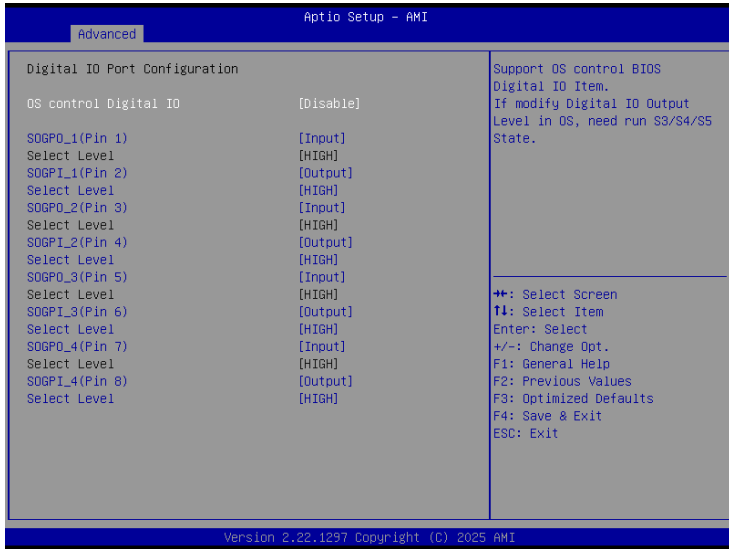 Aptio Setup - AMI
Advanced
Digital IO Port Configuration
OS control Digital IO [Disable]
SOGPO_1(Pin 1) [Input]
Select Level [HIGH]
SOGPI_1(Pin 2) [Output]
Select Level [HIGH]
SOGPO_2(Pin 3) [Input]
Select Level [HIGH]
SOGPI_2(Pin 4) [Output]
Select Level [HIGH]
SOGPO_3(Pin 5) [Input]
Select Level [HIGH]
SOGPI_3(Pin 6) [Output]
Select Level [HIGH]
SOGPO_4(Pin 7) [Input]
Select Level [HIGH]
SOGPI_4(Pin 8) [Output]
Select Level [HIGH]
Support OS control BIOS
Digital IO Item.
If modify Digital IO Output
Level in OS, need run S3/S4/S5
State.
→←: Select Screen
↑↓: Select Item
Enter: Select
+/-: Change Opt.
F1: General Help
F2: Previous Values
F3: Optimized Defaults
F4: Save & Exit
ESC: Exit
Version 2.22.1297 Copyright (C) 2025 AMI